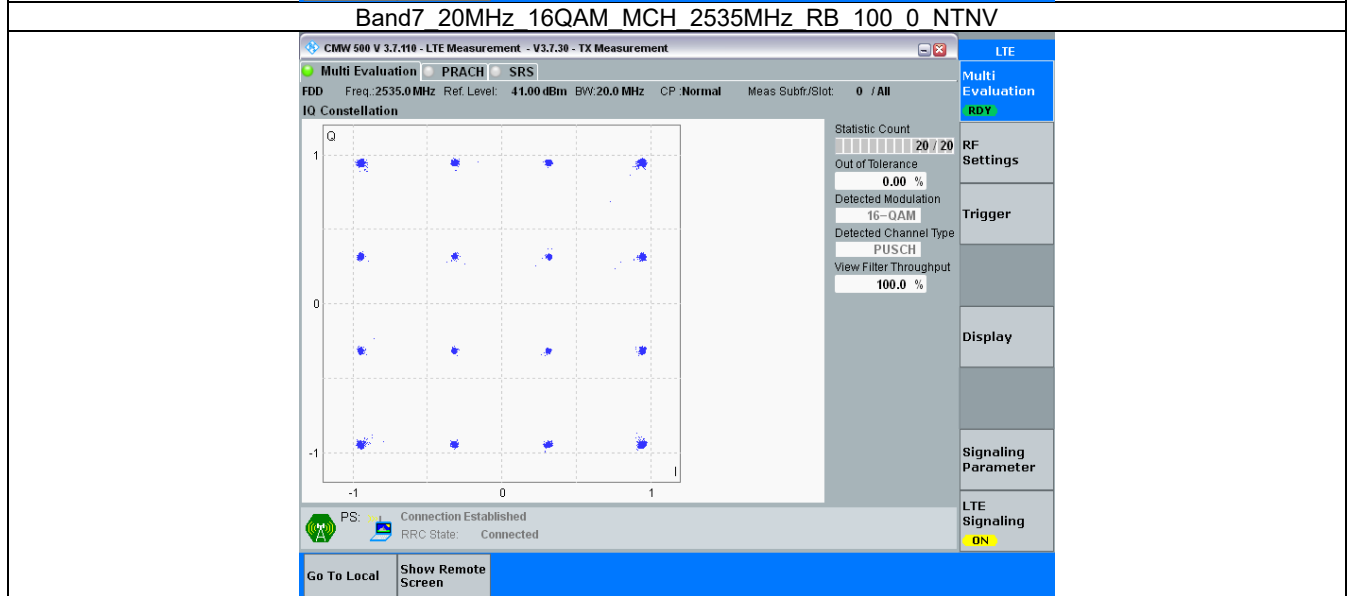 Band7_20MHz_16QAM_MCH_2535MHz_RB_100_0_NTNV
CMW 500 V 3.7.110 - LTE Measurement - V3.7.30 - TX Measurement
LTE
Multi Evaluation PRACH SRS
Multi
Evaluation
RDY
FDD Freq.:2535.0 MHz Ref. Level: 41.00 dBm BW:20.0 MHz CP :Normal Meas Subfr./Slot: 0 / All
IQ Constellation
Q
1
0
-1
I
-1 0 1
Statistic Count
20 / 20
Out of Tolerance
0.00 %
Detected Modulation
16-QAM
Detected Channel Type
PUSCH
View Filter Throughput
100.0 %
RF
Settings
Trigger
Display
Signaling
Parameter
LTE
Signaling
ON
PS: Connection Established
RRC State: Connected
Go To Local
Show Remote
Screen